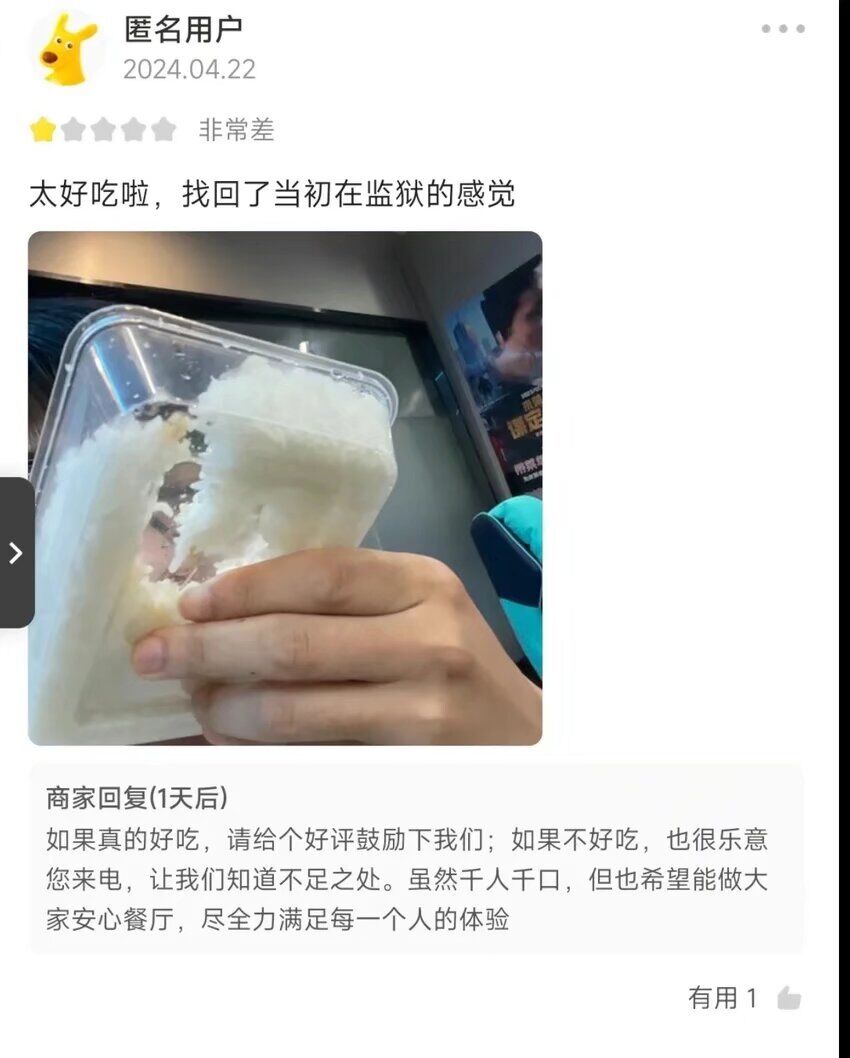 匿名用户
2024.04.22
非常差
太好吃啦，找回了当初在监狱的感觉
商家回复(1天后)
如果真的好吃，请给个好评鼓励下我们；如果不好吃，也很乐意
您来电，让我们知道不足之处。虽然千人千口，但也希望能做大
家安心餐厅，尽全力满足每一个人的体验
有用 1